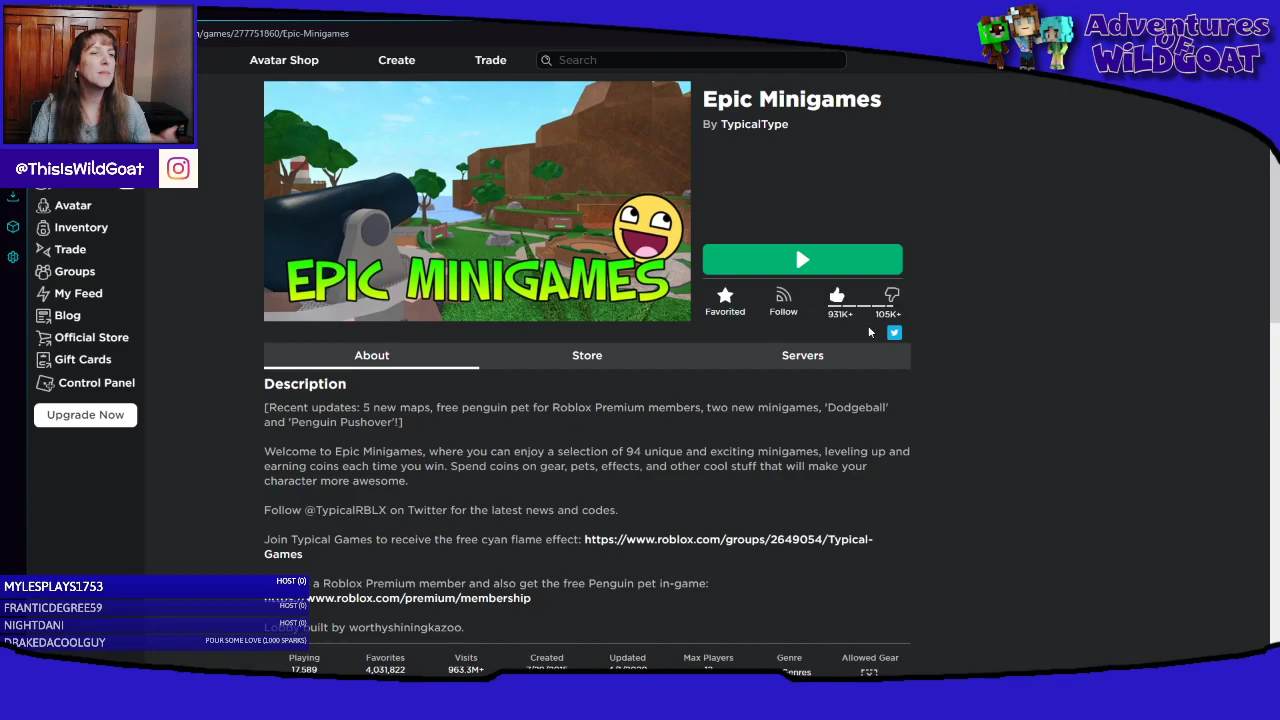 n/games/277751860/Epic-Minigames
Adventures
OF
WILDGOAT
Avatar Shop
Create
Trade
Search
@ThisIsWildGoat
Avatar
Inventory
Trade
Groups
My Feed
Blog
Official Store
Gift Cards
Control Panel
Upgrade Now
EPIC MINIGAMES
Epic Minigames
By TypicalType
Favorited
Follow
931K+
105K+
About
Store
Servers
Description
[Recent updates: 5 new maps, free penguin pet for Roblox Premium members, two new minigames, 'Dodgeball'
and 'Penguin Pushover'!]
Welcome to Epic Minigames, where you can enjoy a selection of 94 unique and exciting minigames, leveling up and
earning coins each time you win. Spend coins on gear, pets, effects, and other cool stuff that will make your
character more awesome.
Follow @TypicalRBLX on Twitter for the latest news and codes.
Join Typical Games to receive the free cyan flame effect: https://www.roblox.com/groups/2649054/Typical-
Games
a Roblox Premium member and also get the free Penguin pet in-game:
www.roblox.com/premium/membership
built by worthyshiningkazoo.
MYLESPLAYS1753 HOST (0)
FRANTICDEGREE59 HOST (0)
NIGHTDANI HOST (0)
DRAKEDACOOLGUY POUR SOME LOVE (1000 SPARKS)
Playing
17,589
Favorites
4,031,822
Visits
963.3M+
Created
Updated
Max Players
Genre
Allowed Gear